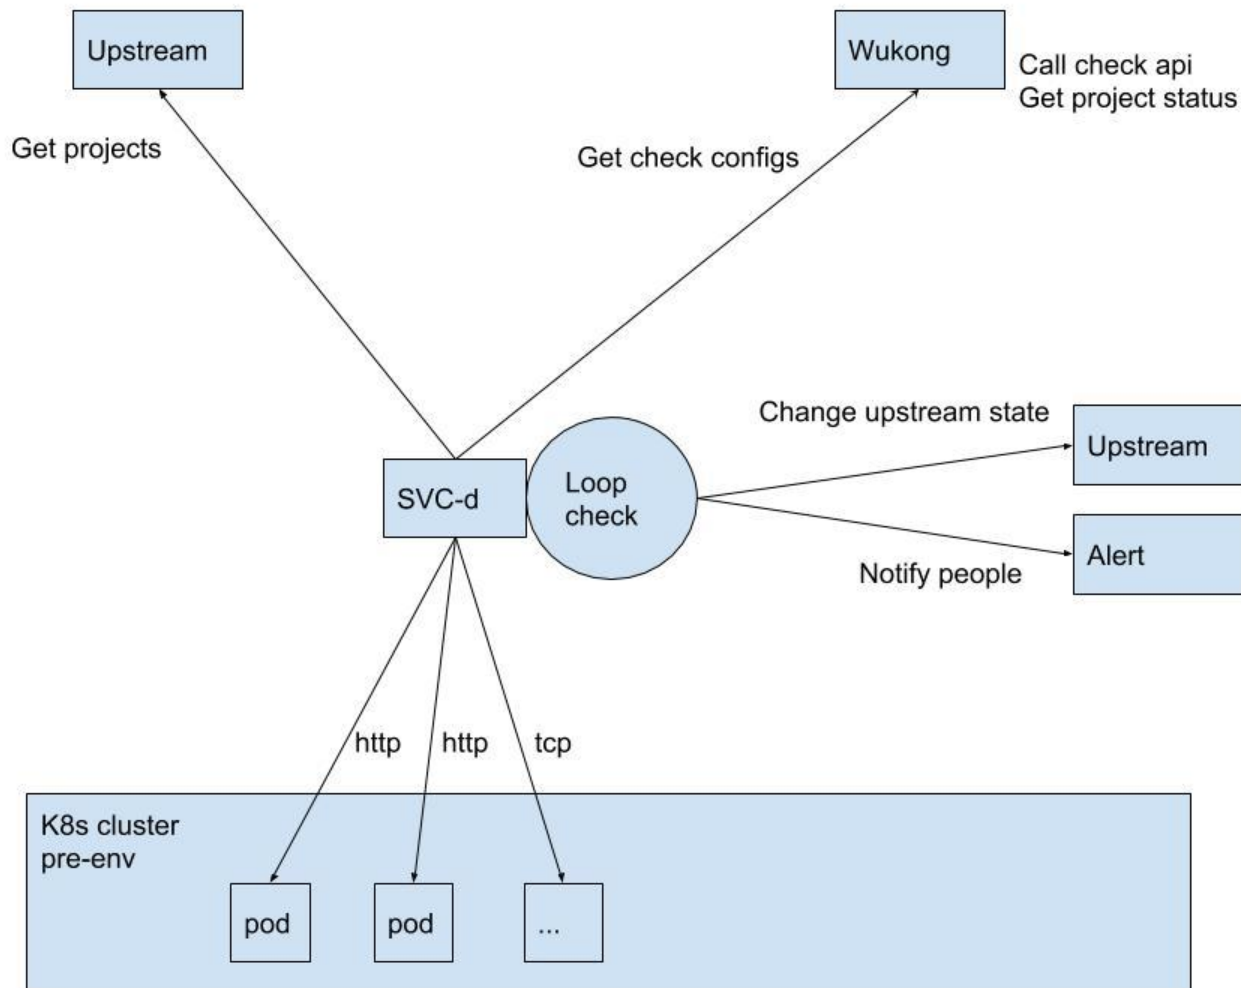 Upstream
Wukong
Call check api
Get project status
Get projects
Get check configs
Change upstream state
Upstream
SVC-d
Loop
check
Alert
Notify people
http
http
tcp
K8s cluster
pre-env
pod
pod
...